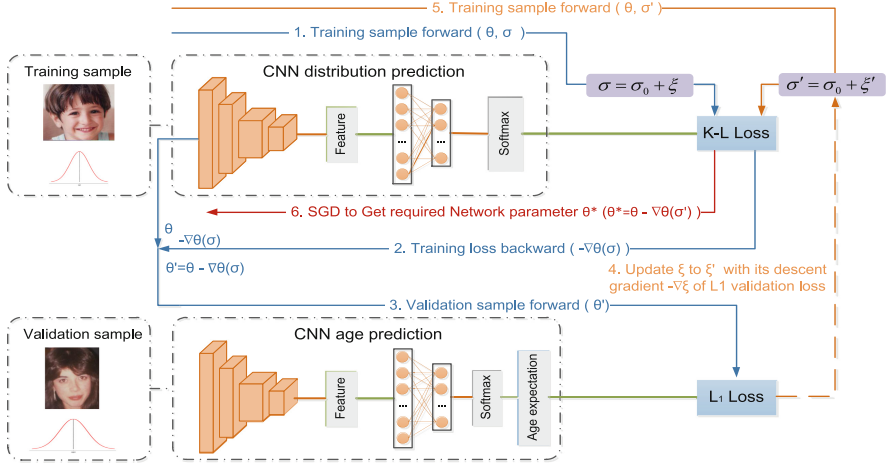 5. Training sample forward ( θ, σ' )
1. Training sample forward ( θ, σ )
Training sample
CNN distribution prediction
σ = σ₀ + ξ
σ' = σ₀ + ξ'
Feature
...
...
Softmax
K-L Loss
6. SGD to Get required Network parameter θ* (θ*=θ - ∇θ(σ') )
θ
-∇θ(σ)
2. Training loss backward ( -∇θ(σ) )
θ'=θ - ∇θ(σ)
4. Update ξ to ξ' with its descent
gradient -∇ξ of L1 validation loss
3. Validation sample forward ( θ')
Validation sample
CNN age prediction
Feature
...
...
Softmax
Age expectation
L₁ Loss